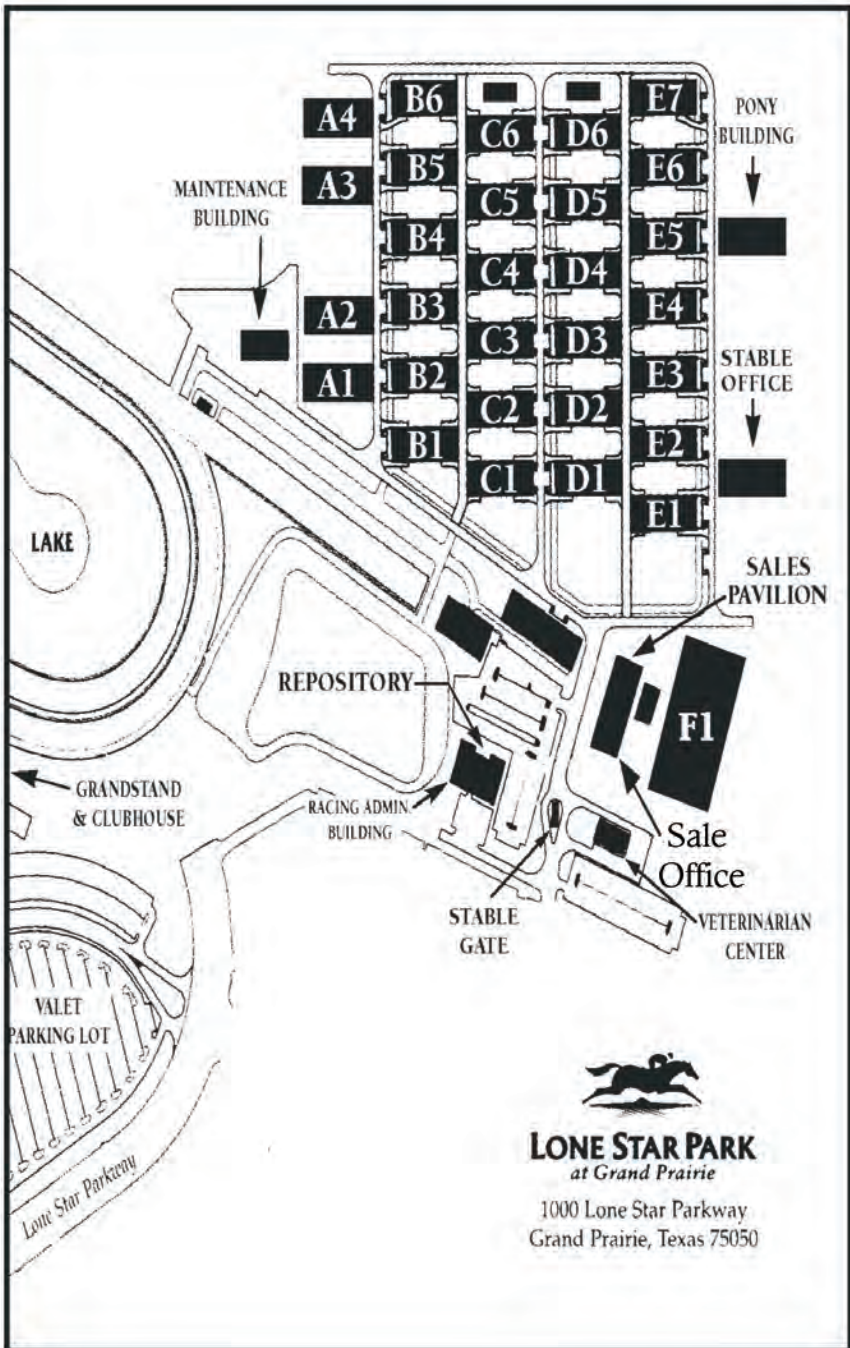 B6
E7
PONY
BUILDING
A4
C6
D6
B5
E6
A3
MAINTENANCE
BUILDING
C5
D5
B4
E5
C4
D4
A2
B3
E4
C3
D3
STABLE
OFFICE
A1
B2
E3
C2
D2
B1
E2
C1
D1
E1
LAKE
SALES
PAVILION
REPOSITORY
F1
GRANDSTAND
& CLUBHOUSE
RACING ADMIN.
BUILDING
Sale
Office
STABLE
GATE
VETERINARIAN
CENTER
VALET
PARKING LOT
Lone Star Parkway
LONE STAR PARK
at Grand Prairie
1000 Lone Star Parkway
Grand Prairie, Texas 75050